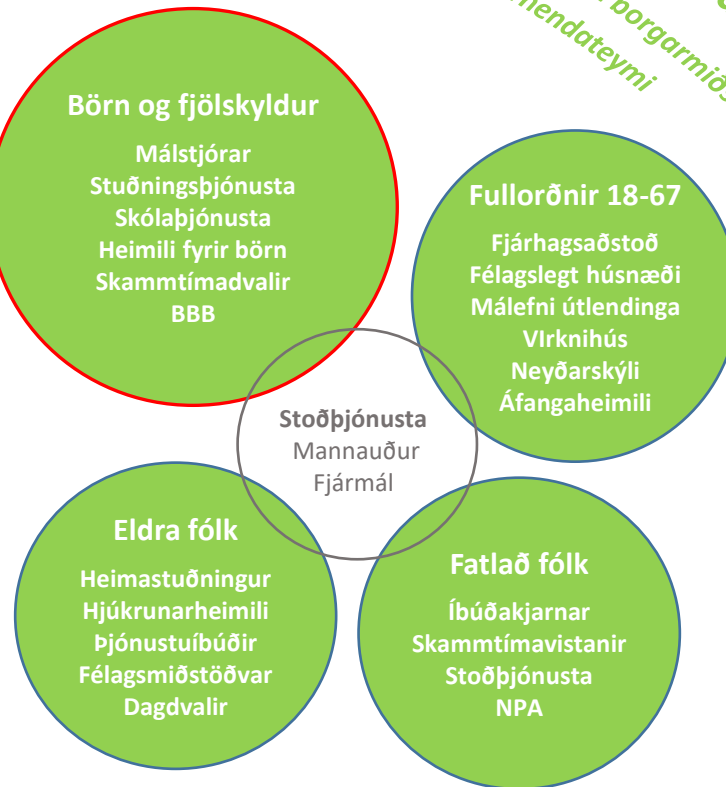 borgarmiðs
mendateymi
Börn og fjölskyldur
Málstjórar
Stuðningsþjónusta
Skólaþjónusta
Heimili fyrir börn
Skammtímadvalir
BBB
Fullorðnir 18-67
Fjárhagsaðstoð
Félagslegt húsnæði
Málefni útlendinga
VIrknihús
Neyðarskýli
Áfangaheimili
Stoðþjónusta
Mannauður
Fjármál
Eldra fólk
Heimastuðningur
Hjúkrunarheimili
Þjónustuíbúðir
Félagsmiðstöðvar
Dagdvalir
Fatlað fólk
Íbúðakjarnar
Skammtímavistanir
Stoðþjónusta
NPA